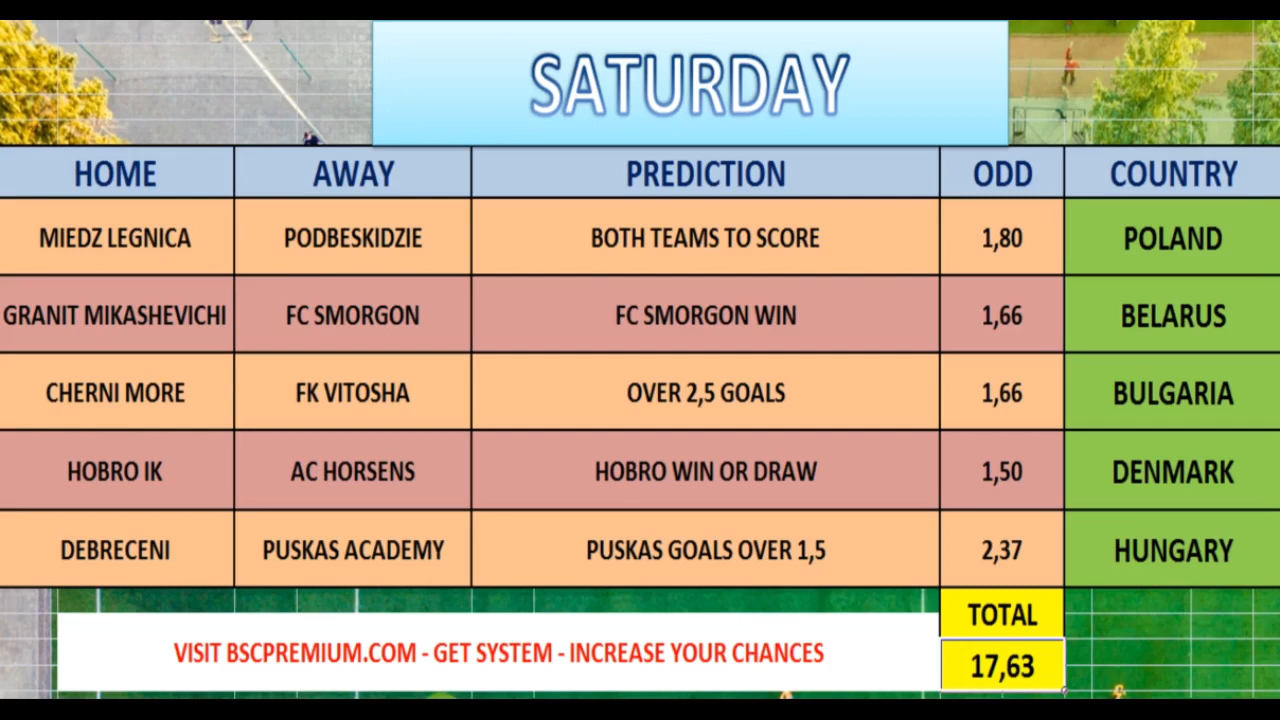 SATURDAY
HOME AWAY PREDICTION ODD COUNTRY
MIEDZ LEGNICA PODBESKIDZIE BOTH TEAMS TO SCORE 1,80 POLAND
GRANIT MIKASHEVICHI FC SMORGON FC SMORGON WIN 1,66 BELARUS
CHERNI MORE FK VITOSHA OVER 2,5 GOALS 1,66 BULGARIA
HOBRO IK AC HORSENS HOBRO WIN OR DRAW 1,50 DENMARK
DEBRECENI PUSKAS ACADEMY PUSKAS GOALS OVER 1,5 2,37 HUNGARY
TOTAL
VISIT BSCPREMIUM.COM - GET SYSTEM - INCREASE YOUR CHANCES 17,63